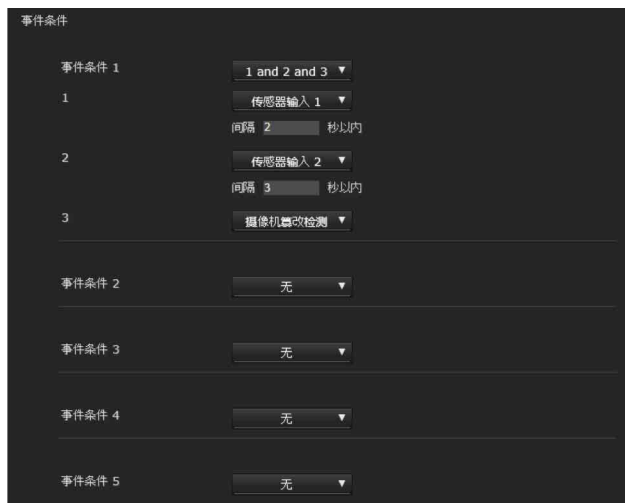 事件条件
事件条件 1 1 and 2 and 3
1 传感器输入 1
间隔 2 秒以内
2 传感器输入 2
间隔 3 秒以内
3 摄像机篡改检测
事件条件 2 无
事件条件 3 无
事件条件 4 无
事件条件 5 无